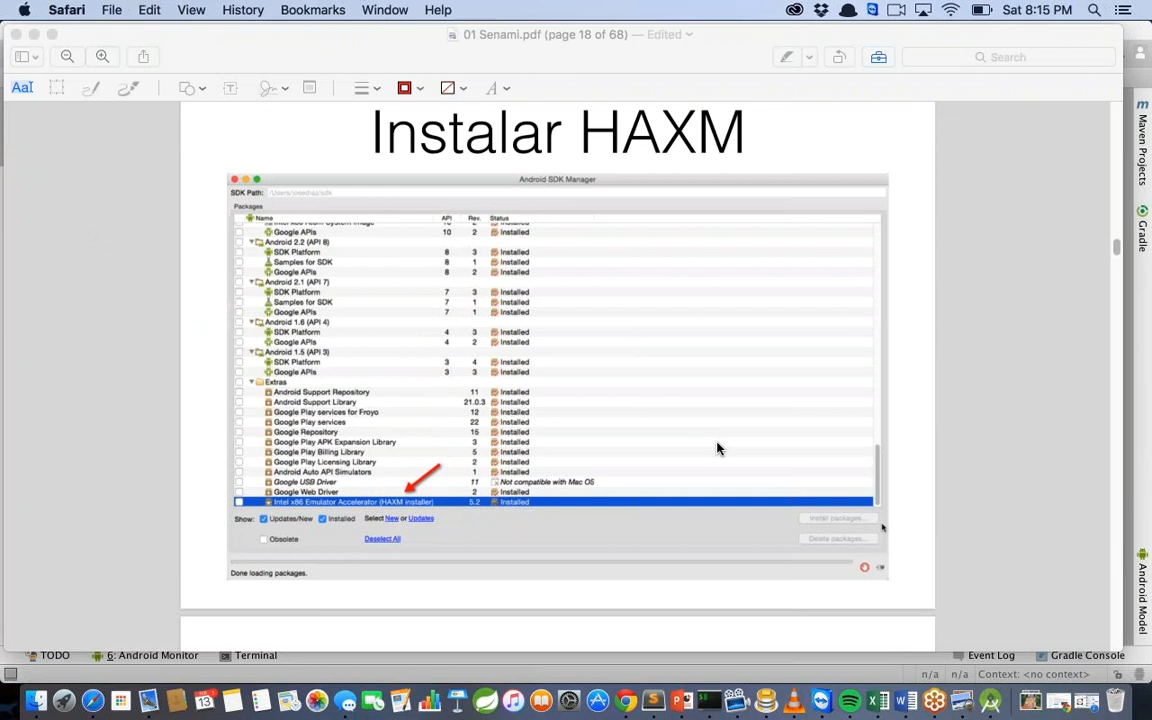 Safari File Edit View History Bookmarks Window Help Sat 8:15 PM
01 Senami.pdf (page 18 of 68) — Edited
Search
AaI A
Instalar HAXM
Android SDK Manager
SDK Path:
Packages
Name API Rev. Status
Google APIs 10 2 Installed
Android 2.2 (API 8)
SDK Platform 8 3 Installed
Samples for SDK 8 1 Installed
Google APIs 8 2 Installed
Android 2.1 (API 7)
SDK Platform 7 3 Installed
Samples for SDK 7 1 Installed
Google APIs 7 1 Installed
Android 1.6 (API 4)
SDK Platform 4 3 Installed
Google APIs 4 2 Installed
Android 1.5 (API 3)
SDK Platform 3 4 Installed
Google APIs 3 3 Installed
Extras
Android Support Repository 11 Installed
Android Support Library 21.0.3 Installed
Google Play services for Froyo 12 Installed
Google Play services 22 Installed
Google Repository 15 Installed
Google Play APK Expansion Library 3 Installed
Google Play Billing Library 5 Installed
Google Play Licensing Library 2 Installed
Android Auto API Simulators 1 Installed
Google USB Driver 11 Not compatible with Mac OS
Google Web Driver 2 Installed
Intel x86 Emulator Accelerator (HAXM installer) 5.2 Installed
Show: Updates/New Installed Select New or Updates Install packages...
Obsolete Deselect All Delete packages...
Done loading packages.
m Maven Projects
Gradle
Android Model
TODO 6: Android Monitor Terminal Event Log Gradle Console
n/a n/a Context: <no context>
13